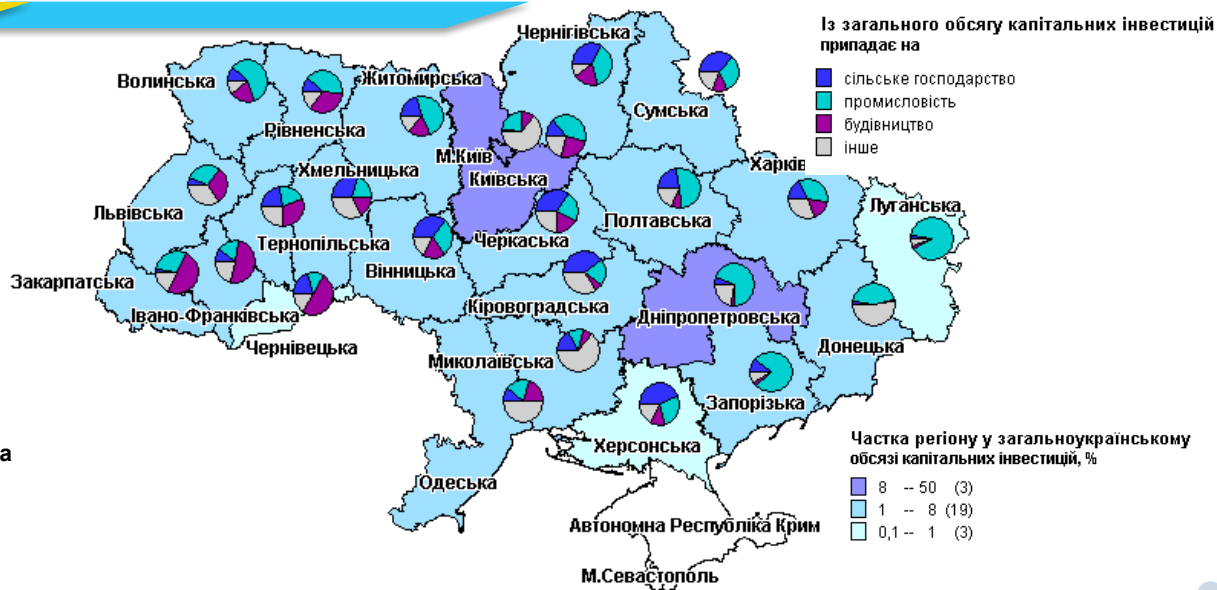 Із загального обсягу капітальних інвестицій
припадає на
сільське господарство
промисловість
будівництво
інше
Чернігівська
Волинська
Житомирська
Сумська
Рівненська
М.Київ
Київська
Хмельницька
Харків
Львівська
Тернопільська
Полтавська
Луганська
Черкаська
Вінницька
Закарпатська
Кіровоградська
Івано-Франківська
Дніпропетровська
Чернівецька
Донецька
Миколаївська
Запорізька
Херсонська
а
Одеська
Автономна Республіка Крим
М.Севастополь
Частка регіону у загальноукраїнському
обсязі капітальних інвестицій, %
8 -- 50 (3)
1 -- 8 (19)
0,1 -- 1 (3)